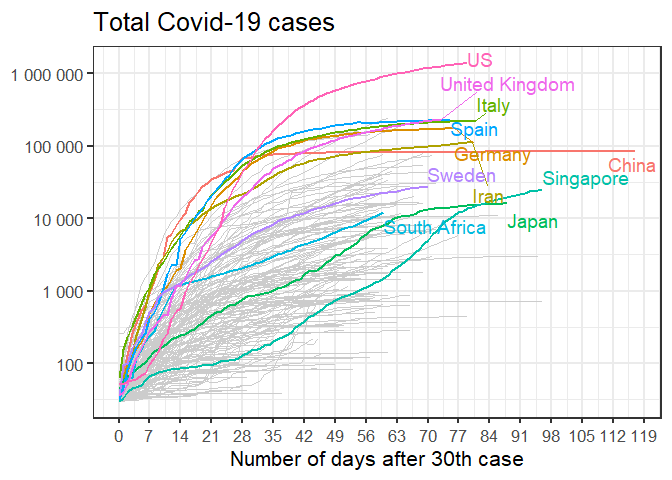 Total Covid-19 cases
1 000 000
100 000
10 000
1 000
100
US
United Kingdom
Italy
Spain
Germany
China
Sweden
Singapore
Iran
South Africa
Japan
0 7 14 21 28 35 42 49 56 63 70 77 84 91 98 105 112 119
Number of days after 30th case